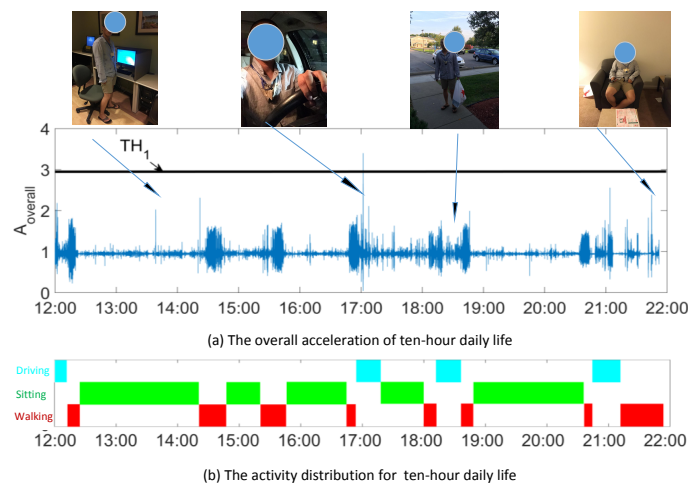 4
TH1
3
2
1
0
Aoverall
12:00 13:00 14:00 15:00 16:00 17:00 18:00 19:00 20:00 21:00 22:00
(a) The overall acceleration of ten-hour daily life
Driving
Sitting
Walking
12:00 13:00 14:00 15:00 16:00 17:00 18:00 19:00 20:00 21:00 22:00
(b) The activity distribution for ten-hour daily life